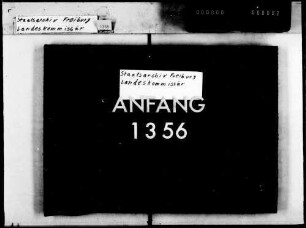 Staatsarchiv Freiburg
Landeskommissär
Staatsarchiv Freiburg
Landeskommissär
ANFANG
1356